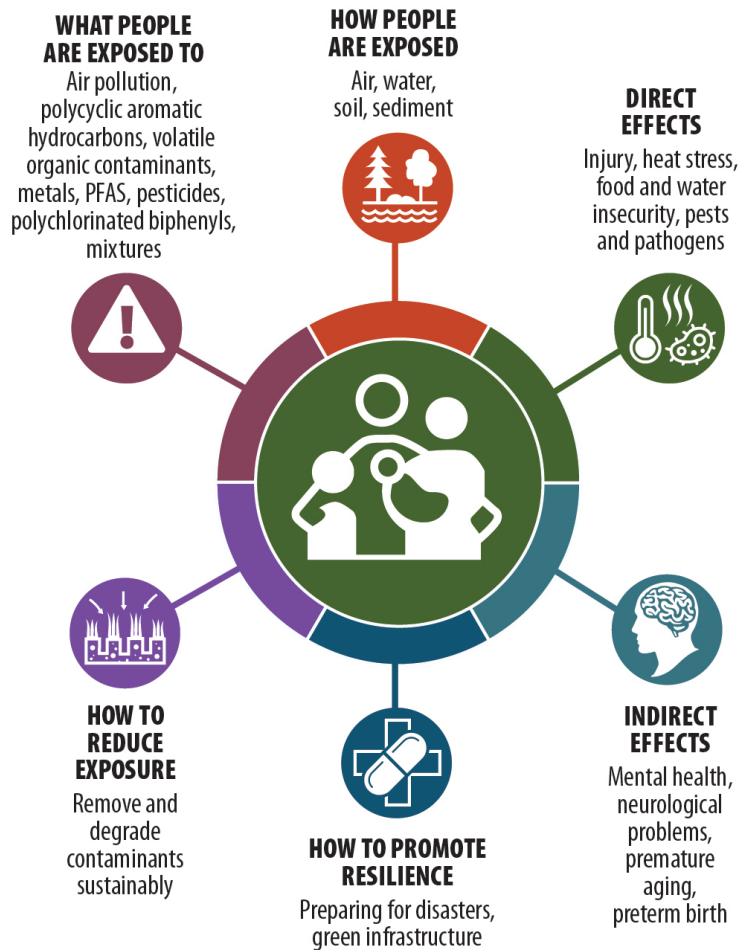 WHAT PEOPLE
ARE EXPOSED TO
Air pollution,
polycyclic aromatic
hydrocarbons, volatile
organic contaminants,
metals, PFAS, pesticides,
polychlorinated biphenyls,
mixtures
HOW PEOPLE
ARE EXPOSED
Air, water,
soil, sediment
DIRECT
EFFECTS
Injury, heat stress,
food and water
insecurity, pests
and pathogens
HOW TO
REDUCE
EXPOSURE
Remove and
degrade
contaminants
sustainably
HOW TO PROMOTE
RESILIENCE
Preparing for disasters,
green infrastructure
INDIRECT
EFFECTS
Mental health,
neurological
problems,
premature
aging,
preterm birth